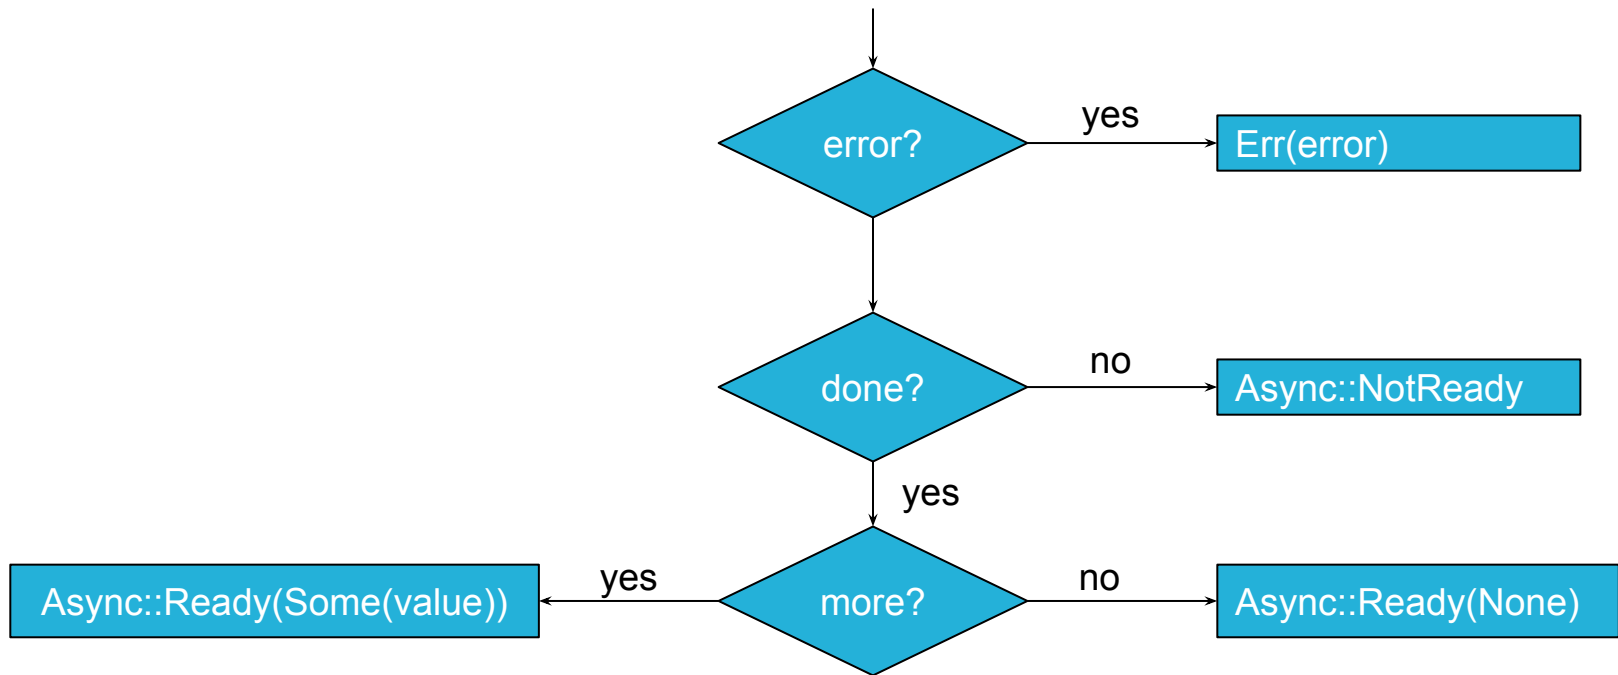 error?
yes
Err(error)
done?
no
Async::NotReady
yes
Async::Ready(Some(value))
yes
more?
no
Async::Ready(None)